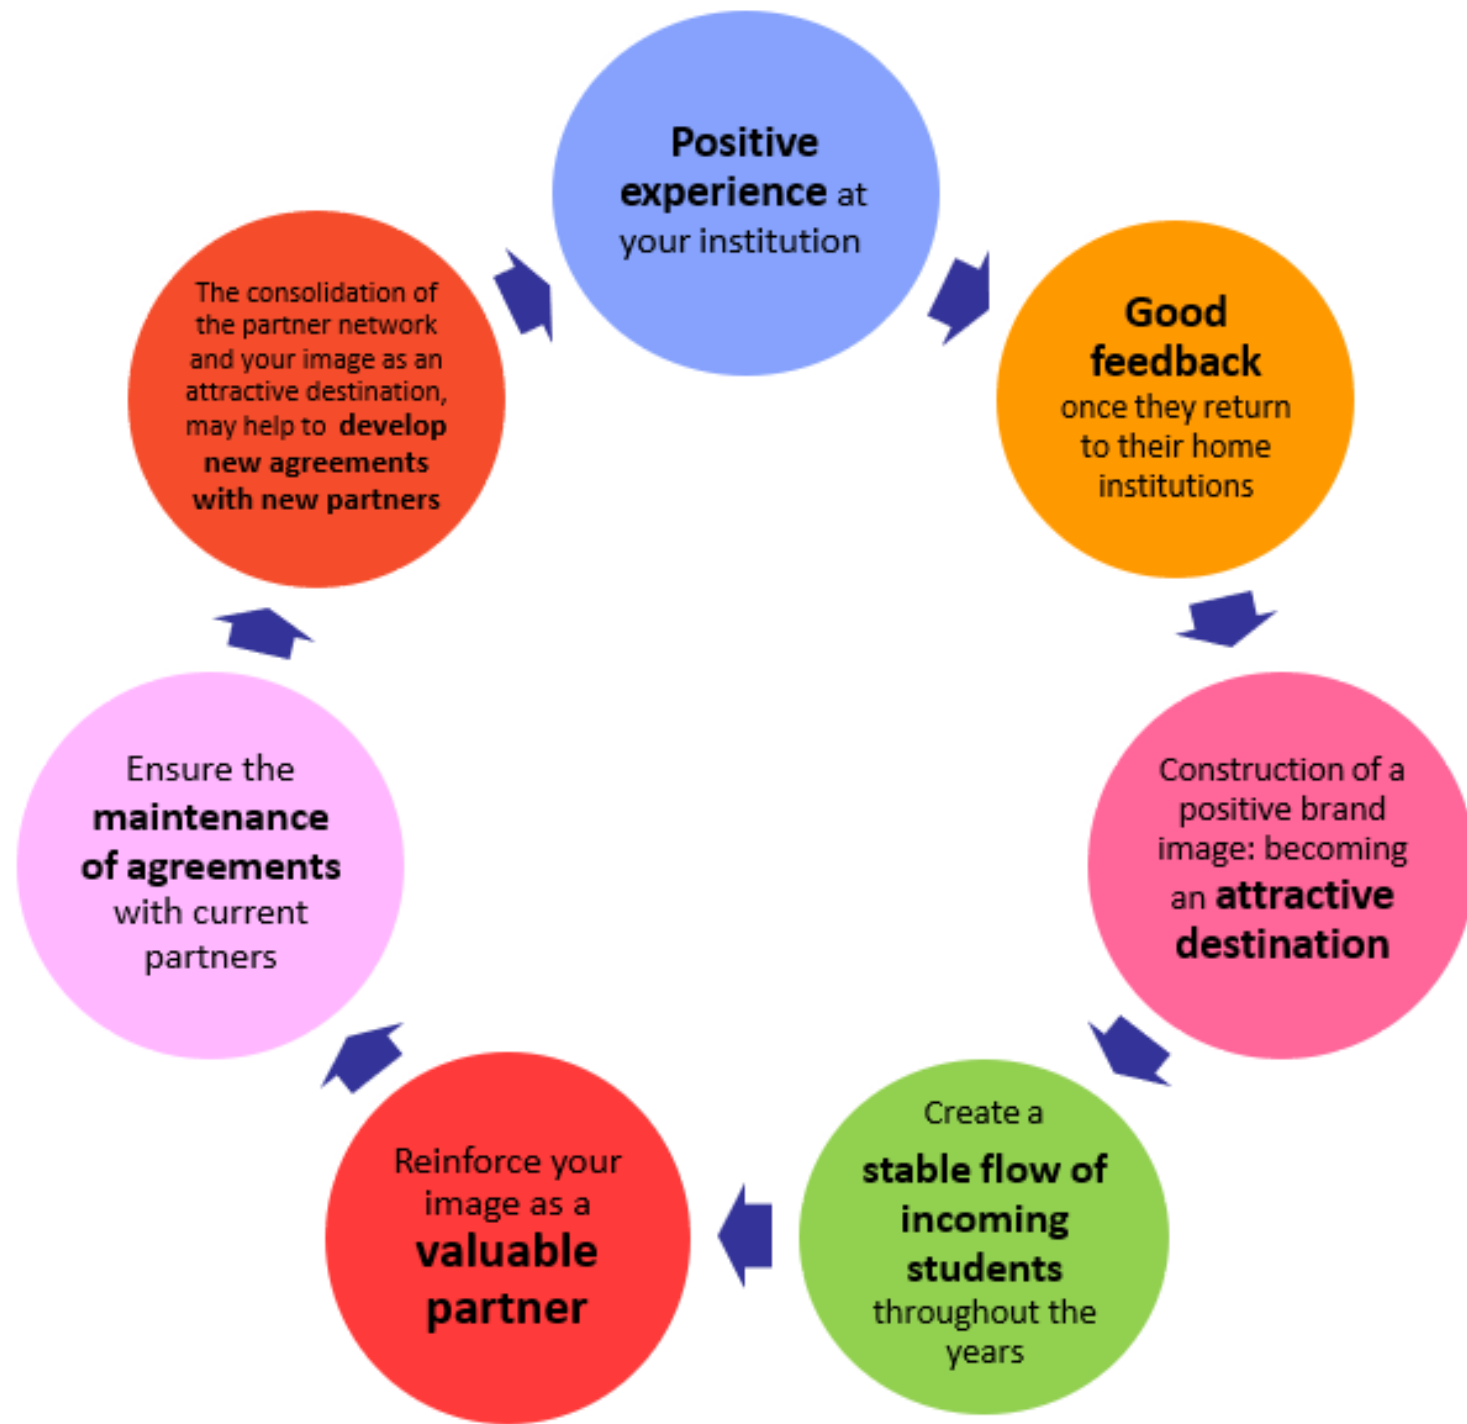 Positive
experience at
your institution
Good
feedback
once they return
to their home
institutions
Construction of a
positive brand
image: becoming
an attractive
destination
Create a
stable flow of
incoming
students
throughout the
years
Reinforce your
image as a
valuable
partner
Ensure the
maintenance
of agreements
with current
partners
The consolidation of
the partner network
and your image as an
attractive destination,
may help to develop
new agreements
with new partners